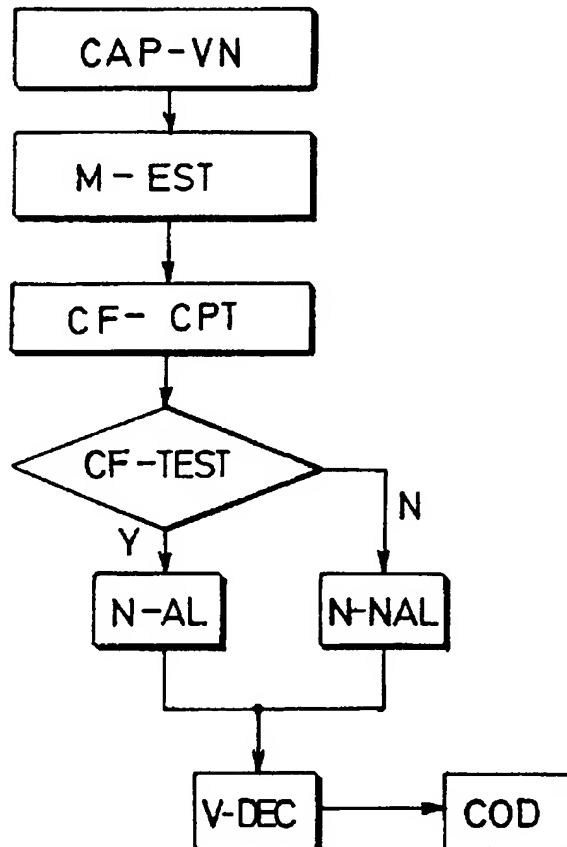 CAP-VN
M-EST
CF-CPT
CF-TEST
Y
N
N-AL
N-NAL
V-DEC
COD